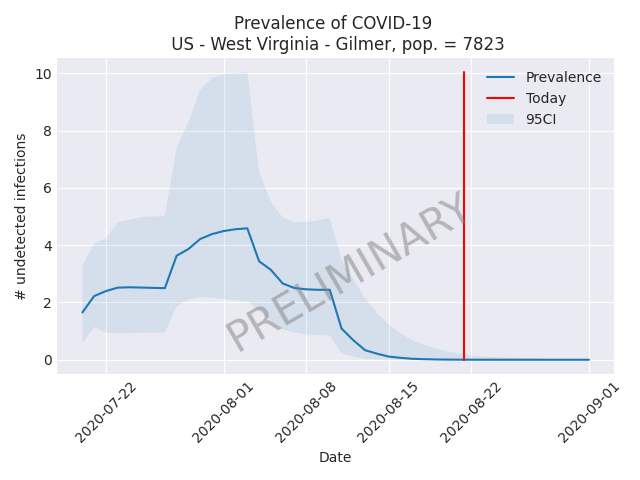 Prevalence of COVID-19
US - West Virginia - Gilmer, pop. = 7823
10
8
6
4
2
0
# undetected infections
Prevalence
Today
95CI
PRELIMINARY
2020-07-22
2020-08-01
2020-08-08
2020-08-15
2020-08-22
2020-09-01
Date